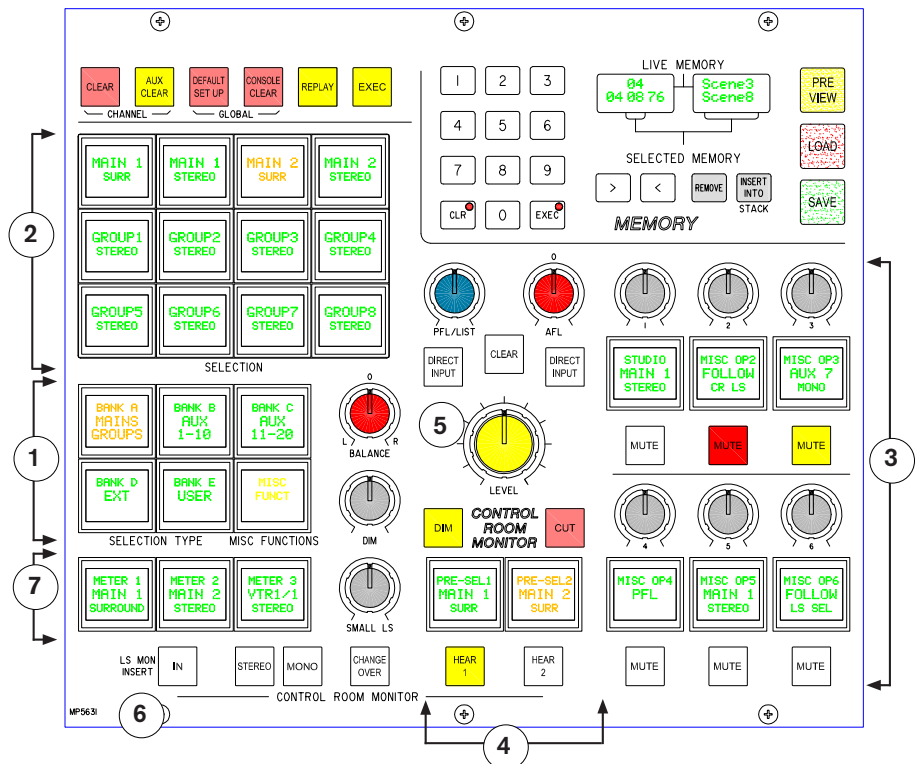 CLEAR
AUX
CLEAR
DEFAULT
SET UP
CONSOLE
CLEAR
REPLAY
EXEC
CHANNEL
GLOBAL
1
2
3
4
5
6
7
8
9
CLR
0
EXEC
LIVE MEMORY
04
04 08 76
Scene3
Scene8
SELECTED MEMORY
>
<
REMOVE
INSERT
INTO
STACK
MEMORY
PRE
VIEW
LOAD
SAVE
2
MAIN 1
SURR
MAIN 1
STEREO
MAIN 2
SURR
MAIN 2
STEREO
GROUP1
STEREO
GROUP2
STEREO
GROUP3
STEREO
GROUP4
STEREO
GROUP5
STEREO
GROUP6
STEREO
GROUP7
STEREO
GROUP8
STEREO
SELECTION
PFL/LIST
0
AFL
DIRECT
INPUT
CLEAR
DIRECT
INPUT
1
2
3
STUDIO
MAIN 1
STEREO
MISC OP2
FOLLOW
CR LS
MISC OP3
AUX 7
MONO
MUTE
MUTE
MUTE
3
1
BANK A
MAINS
GROUPS
BANK B
AUX
1-10
BANK C
AUX
11-20
BANK D
EXT
BANK E
USER
MISC
FUNCT
SELECTION TYPE
MISC FUNCTIONS
0
L
R
BALANCE
DIM
SMALL LS
5
LEVEL
DIM
CONTROL
ROOM
MONITOR
CUT
4
5
6
7
METER 1
MAIN 1
SURROUND
METER 2
MAIN 2
STEREO
METER 3
YTR1/1
STEREO
PRE-SEL1
MAIN 1
SURR
PRE-SEL2
MAIN 2
SURR
MISC OP4
PFL
MISC OP5
MAIN 1
STEREO
MISC OP6
FOLLOW
LS SEL
LS MON
INSERT
IN
STEREO
MONO
CHANGE
OVER
HEAR
1
HEAR
2
MUTE
MUTE
MUTE
CONTROL ROOM MONITOR
MP5631
6
4